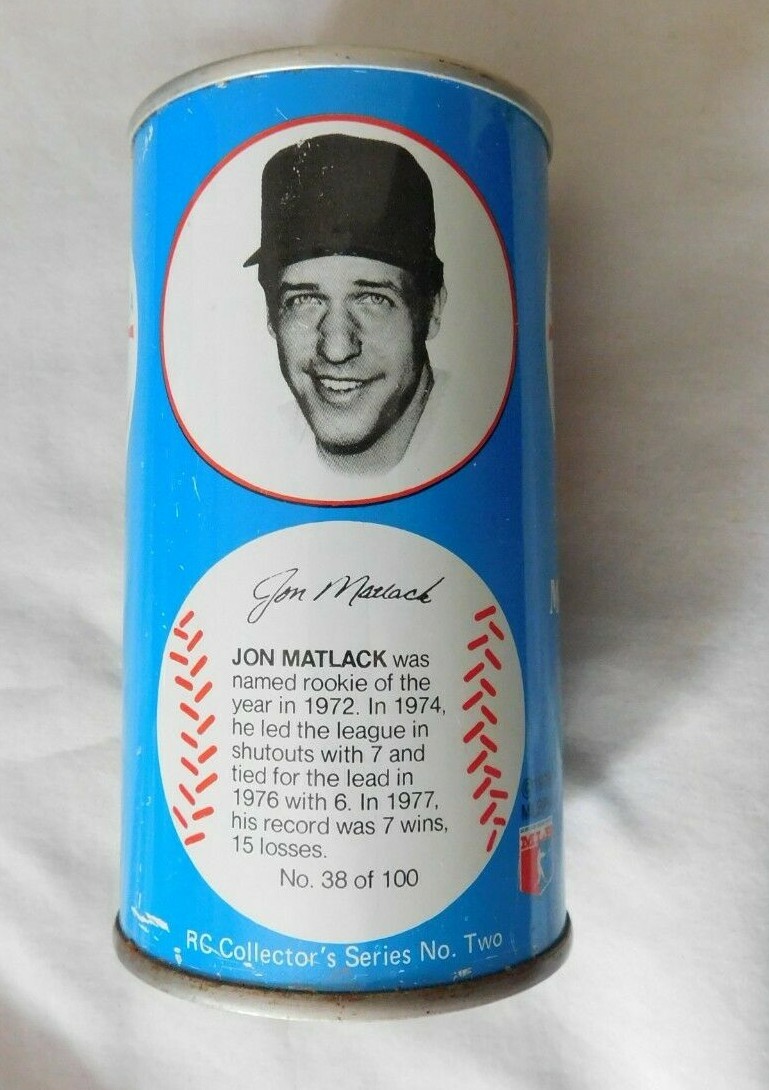 Jon Matlack
JON MATLACK was
named rookie of the
year in 1972. In 1974,
he led the league in
shutouts with 7 and
tied for the lead in
1976 with 6. In 1977,
his record was 7 wins,
15 losses.
No. 38 of 100
MLB
RC Collector's Series No. Two